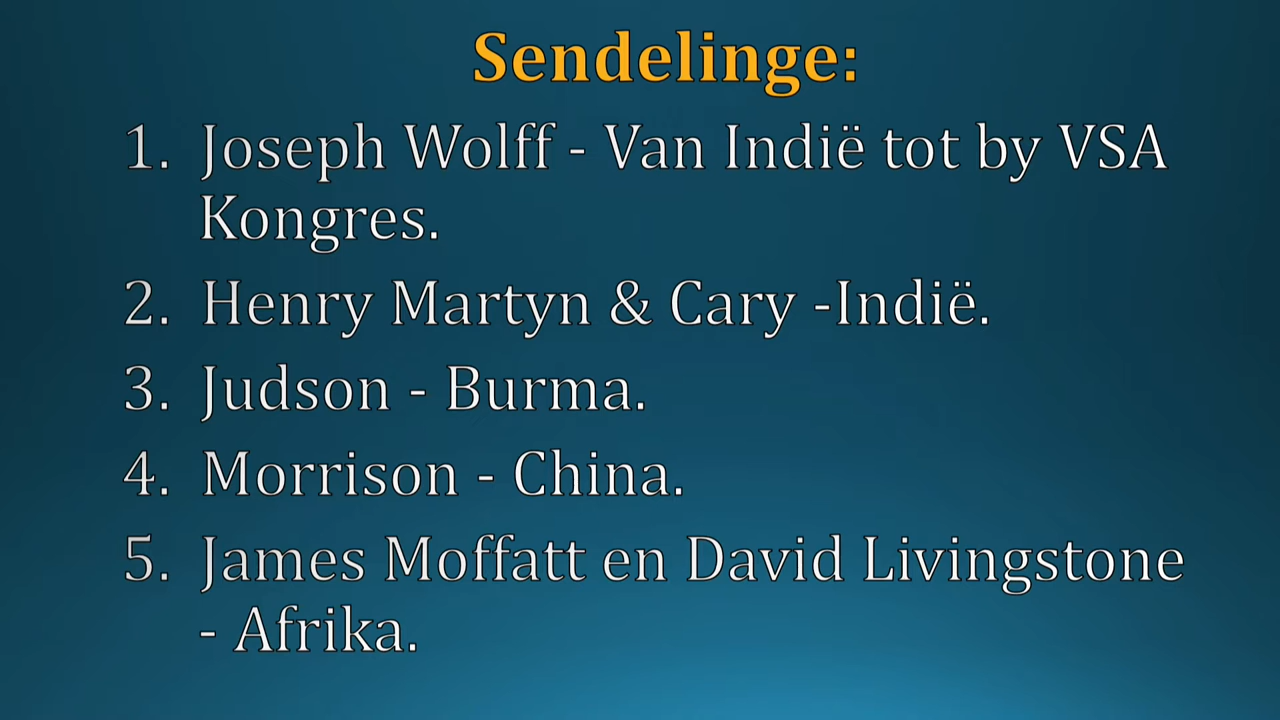 Sendelinge:
1. Joseph Wolff - Van Indië tot by VSA
Kongres.
2. Henry Martyn & Cary -Indië.
3. Judson - Burma.
4. Morrison - China.
5. James Moffatt en David Livingstone
- Afrika.